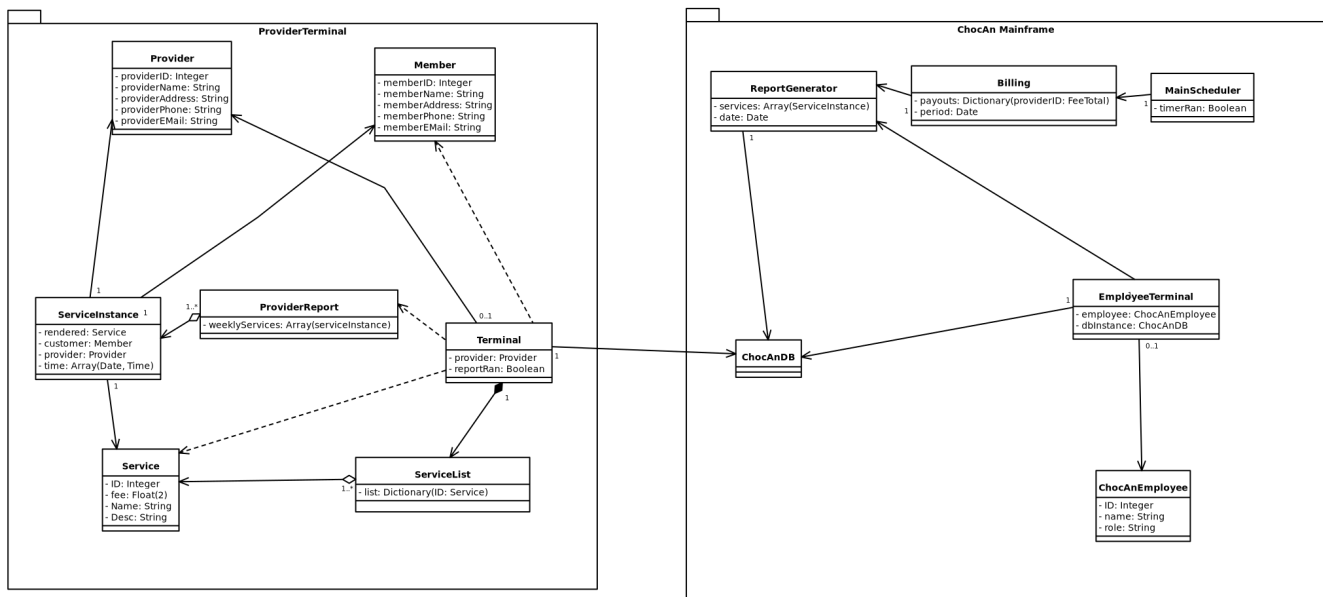 ProviderTerminal
Provider
- providerID: Integer
- providerName: String
- providerAddress: String
- providerPhone: String
- providerEMail: String
Member
- memberID: Integer
- memberName: String
- memberAddress: String
- memberPhone: String
- memberEMail: String
1
ServiceInstance
1
- rendered: Service
- customer: Member
- provider: Provider
- time: Array(Date, Time)
1
1..*
ProviderReport
- weeklyServices: Array(serviceInstance)
0..1
Terminal
- provider: Provider
- reportRan: Boolean
1
1
Service
- ID: Integer
- fee: Float(2)
- Name: String
- Desc: String
1..*
ServiceList
- list: Dictionary(ID: Service)
ChocAn Mainframe
ReportGenerator
- services: Array(ServiceInstance)
- date: Date
1
1
Billing
- payouts: Dictionary(providerID: FeeTotal)
- period: Date
1
MainScheduler
- timerRan: Boolean
ChocAnDB
1
EmployeeTerminal
- employee: ChocAnEmployee
- dbInstance: ChocAnDB
0..1
ChocAnEmployee
- ID: Integer
- name: String
- role: String